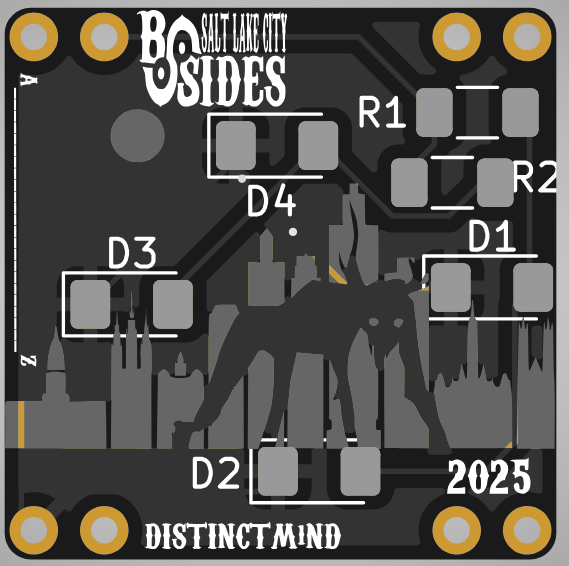 SALT LAKE CITY
BSIDES
A
R1
R2
D4
D1
D3
Z
D2
2025
DISTINCTMiND